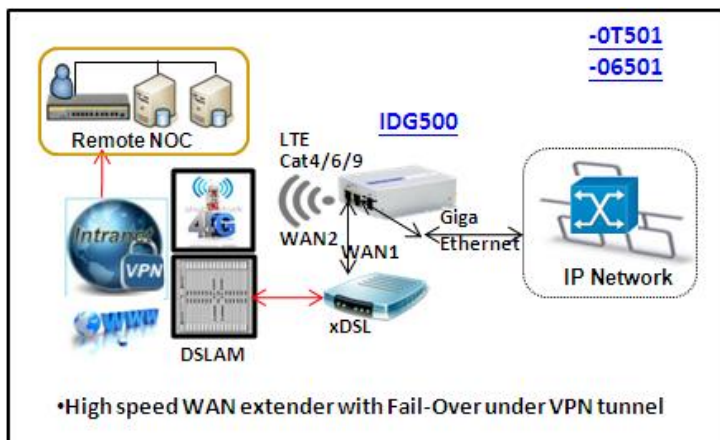 -0T501
-06501
IDG500
Remote NOC
LTE
Cat4/6/9
WAN2
WAN1
Giga
Ethernet
IP Network
Intranet
VPN
4G
WWW
DSLAM
xDSL
•High speed WAN extender with Fail-Over under VPN tunnel